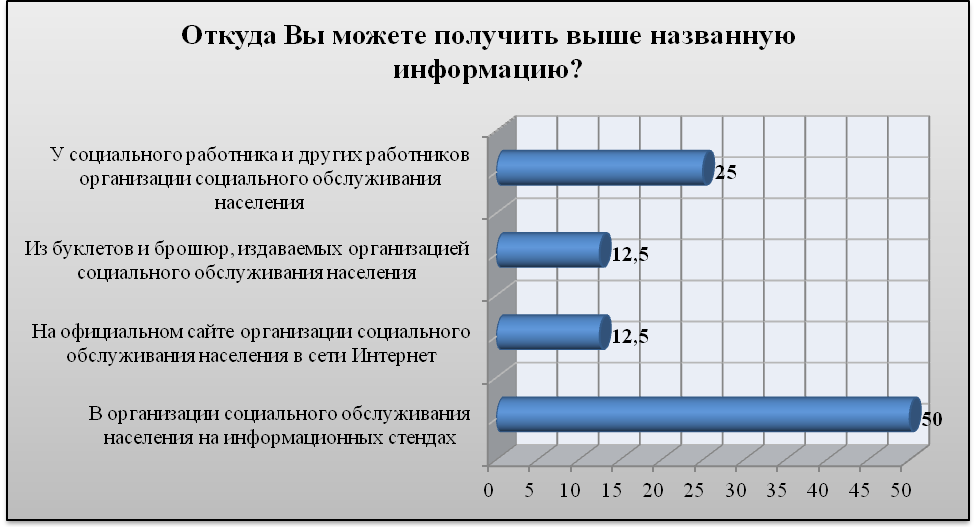 Откуда Вы можете получить выше названную
информацию?
У социального работника и других работников
организации социального обслуживания
населения
25
Из буклетов и брошюр, издаваемых организацией
социального обслуживания населения
12,5
На официальном сайте организации социального
обслуживания населения в сети Интернет
12,5
В организации социального обслуживания
населения на информационных стендах
50
0 5 10 15 20 25 30 35 40 45 50